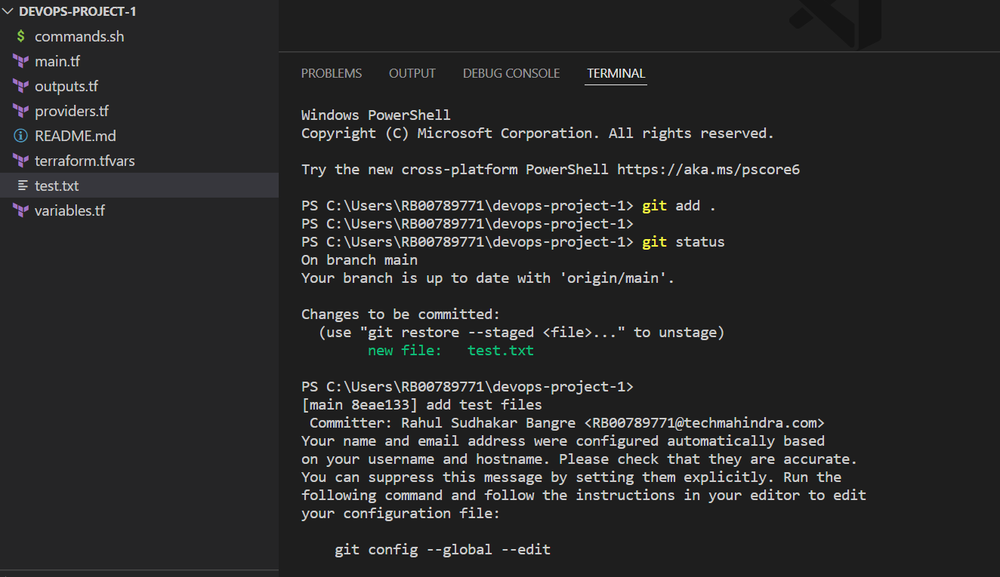 DEVOPS-PROJECT-1
$ commands.sh
main.tf
outputs.tf
providers.tf
README.md
terraform.tfvars
test.txt
variables.tf
PROBLEMS OUTPUT DEBUG CONSOLE TERMINAL
Windows PowerShell
Copyright (C) Microsoft Corporation. All rights reserved.
Try the new cross-platform PowerShell https://aka.ms/pscore6
PS C:\Users\RB00789771\devops-project-1> git add .
PS C:\Users\RB00789771\devops-project-1>
PS C:\Users\RB00789771\devops-project-1> git status
On branch main
Your branch is up to date with 'origin/main'.
Changes to be committed:
(use "git restore --staged <file>..." to unstage)
new file: test.txt
PS C:\Users\RB00789771\devops-project-1>
[main 8eae133] add test files
Committer: Rahul Sudhakar Bangre <RB00789771@techmahindra.com>
Your name and email address were configured automatically based
on your username and hostname. Please check that they are accurate.
You can suppress this message by setting them explicitly. Run the
following command and follow the instructions in your editor to edit
your configuration file:
git config --global --edit